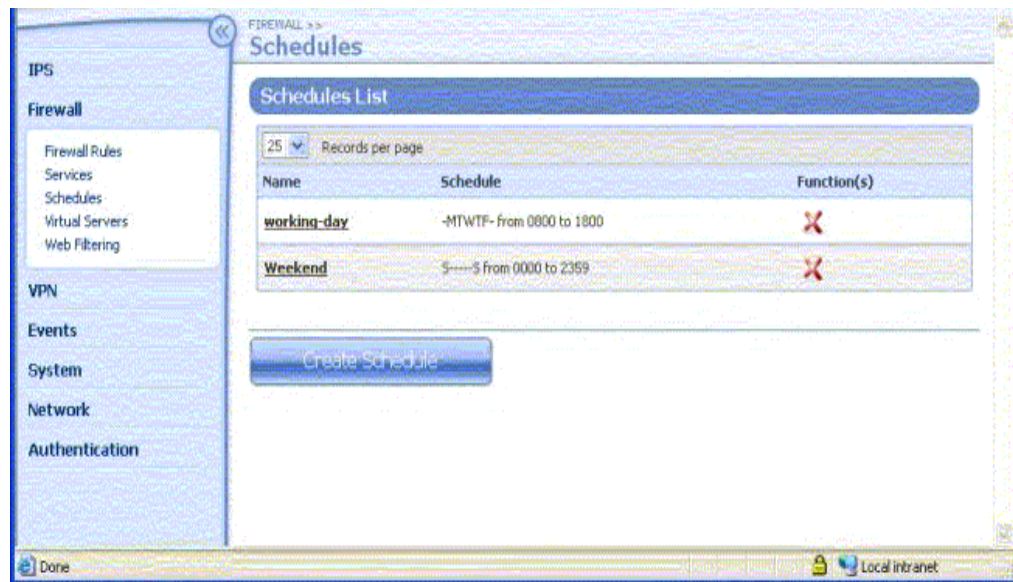 FIREWALL >>
Schedules
IPS
Firewall
Firewall Rules
Services
Schedules
Virtual Servers
Web Filtering
VPN
Events
System
Network
Authentication
Schedules List
25 Records per page
Name Schedule Function(s)
working-day -MTWTF- from 0800 to 1800
Weekend S-----S from 0000 to 2359
Create Schedule
Done Local intranet